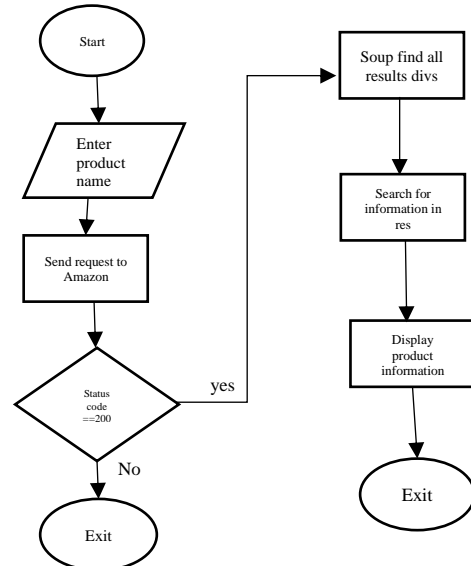 Start
Enter
product
name
Send request to
Amazon
Status
code
==200
No
Exit
yes
Soup find all
results divs
Search for
information in
res
Display
product
information
Exit